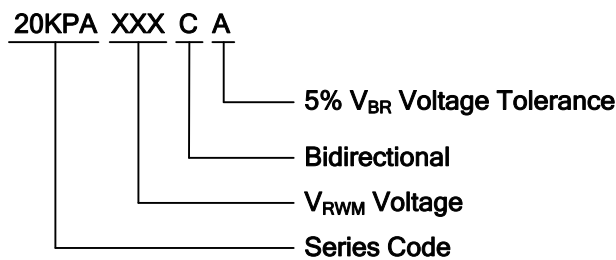 20KPA XXX C A
5% VBR Voltage Tolerance
Bidirectional
VRWM Voltage
Series Code